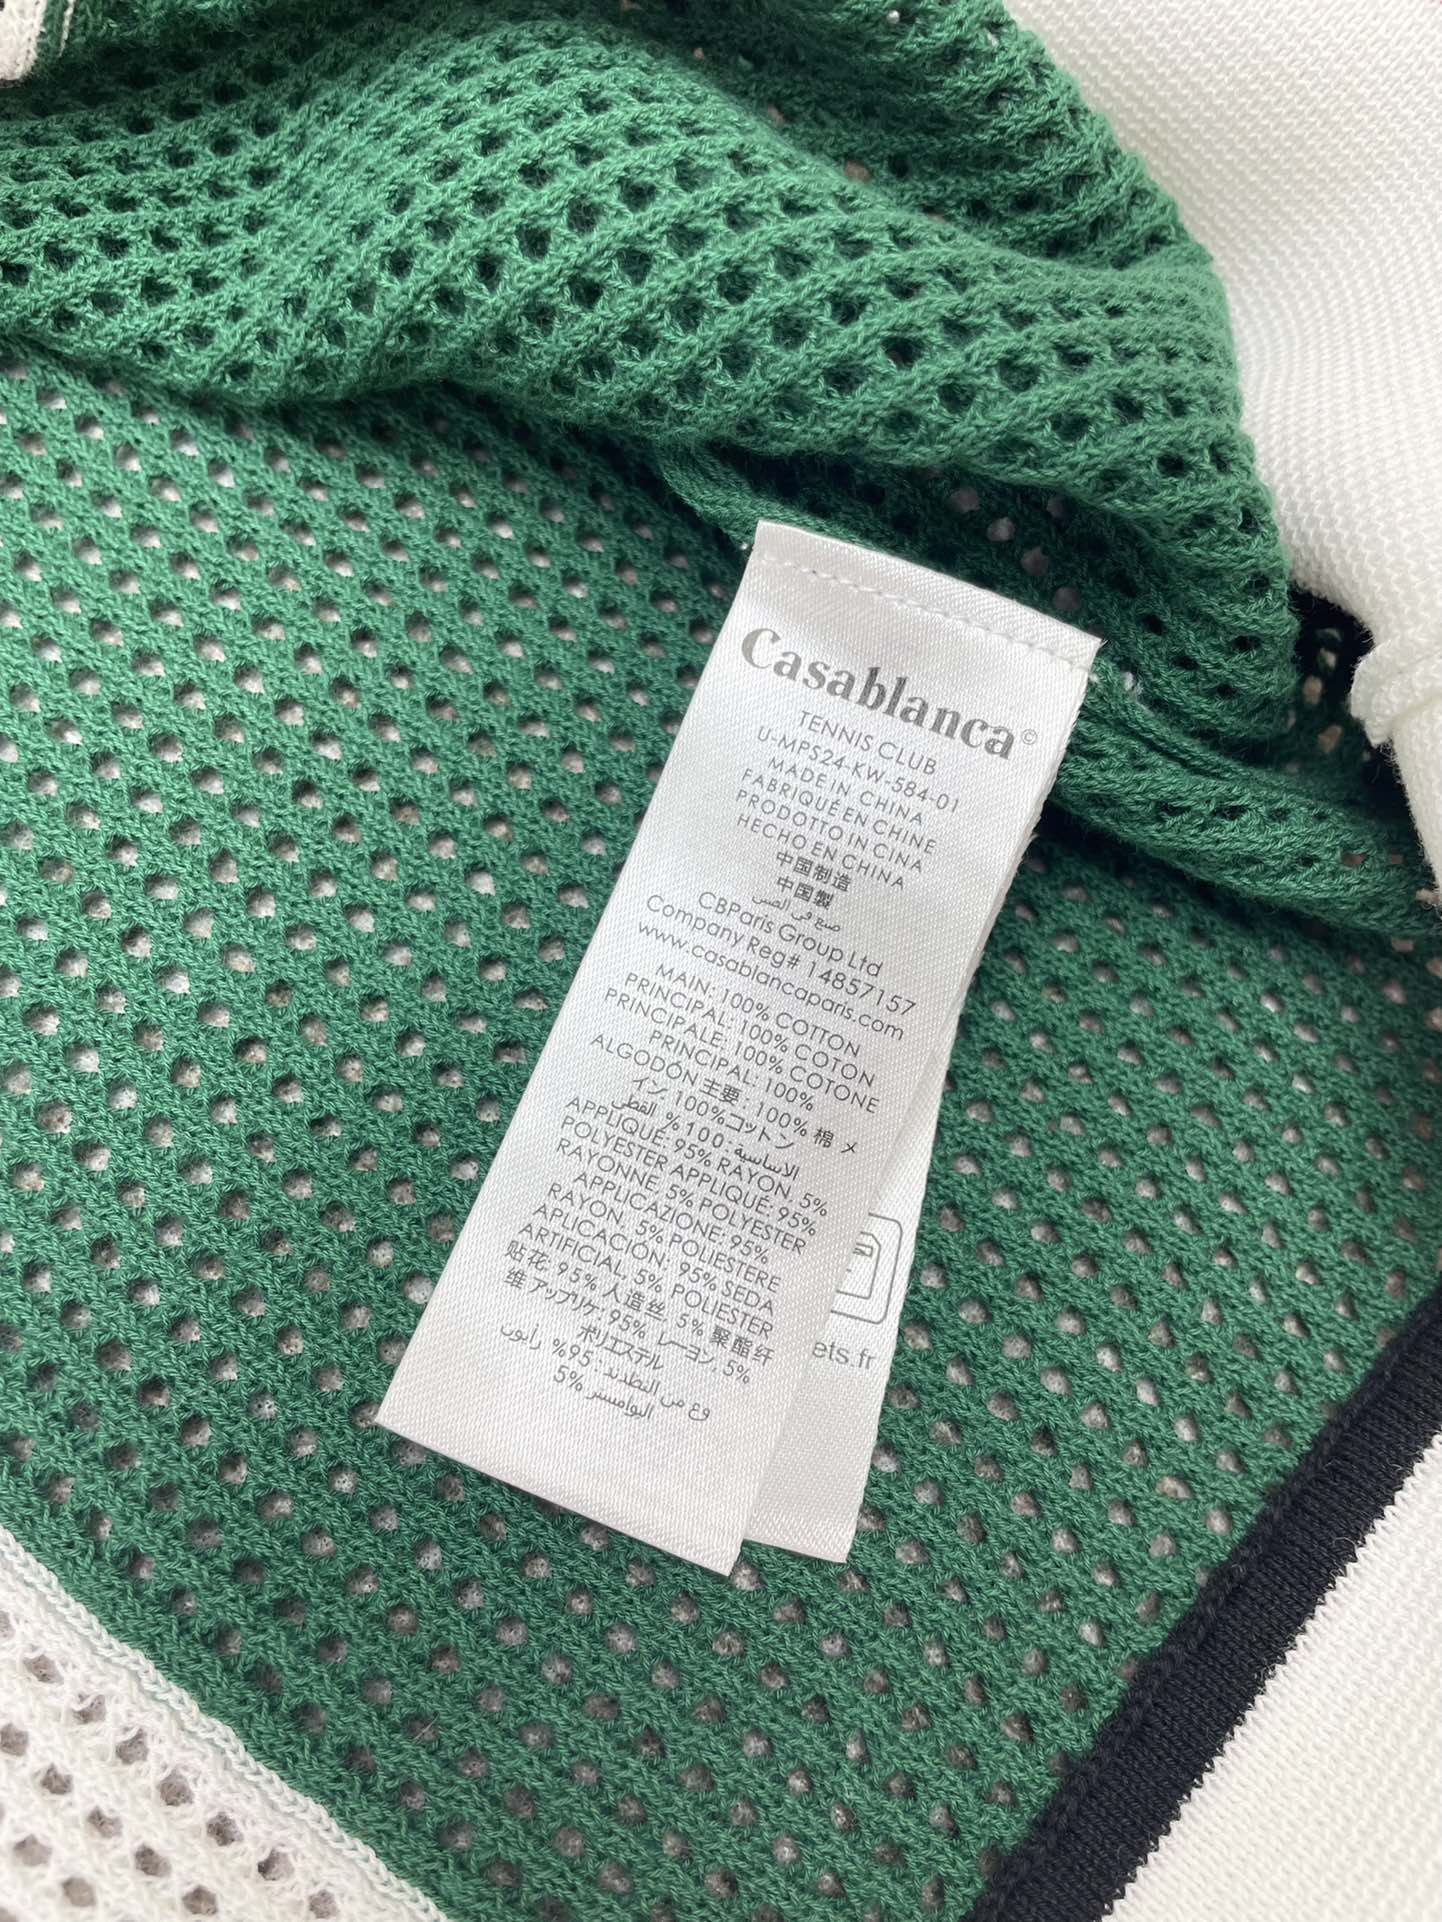 Casablanca©
TENNIS CLUB
U-MPS24-KW-584-01
MADE IN CHINA
FABRIQUÉ EN CHINE
PRODOTTO IN CINA
HECHO EN CHINA
中国制造
中国製
صنع في الصين
CBParis Group Ltd
Company Reg# 14857157
www.casablancaparis.com
MAIN: 100% COTTON
PRINCIPAL: 100% COTON
PRINCIPALE: 100% COTONE
PRINCIPAL: 100%
ALGODÓN 主要: 100% 棉 メ
イン: 100%コットン
الاساسية: 100 % القطن
APPLIQUE: 95% RAYON, 5%
POLYESTER APPLIQUÉ: 95%
RAYONNE, 5% POLYESTER
APPLICAZIONE: 95%
RAYON, 5% POLIESTERE
APLICACIÓN: 95% SEDA
ARTIFICIAL, 5% POLIESTER
贴花: 95% 人造丝, 5% 聚酯纤
维 アップリケ: 95% レーヨン, 5%
ポリエステル
95% رايون
5%
ets.fr